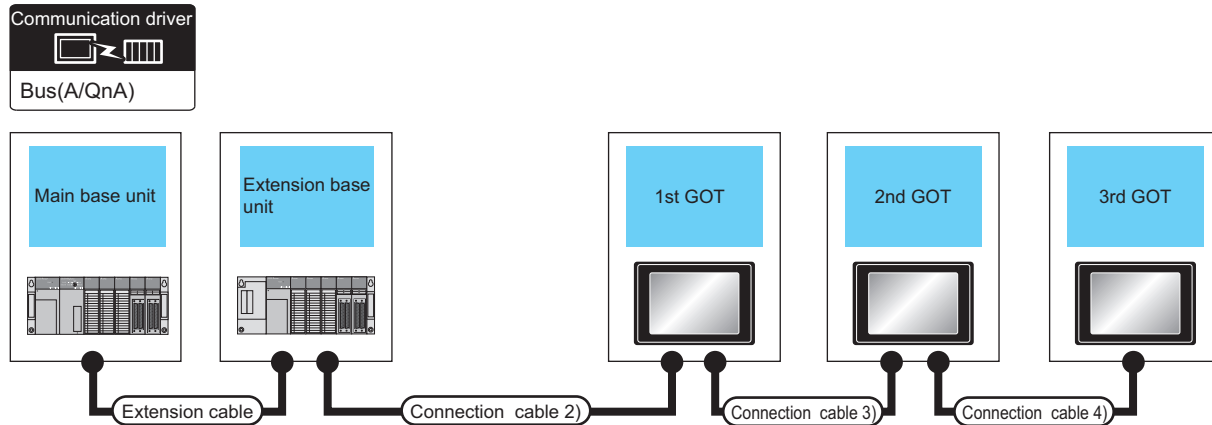 Communication driver
Bus(A/QnA)
Main base unit
Extension base
unit
1st GOT
2nd GOT
3rd GOT
Extension cable
Connection cable 2)
Connection cable 3)
Connection cable 4)